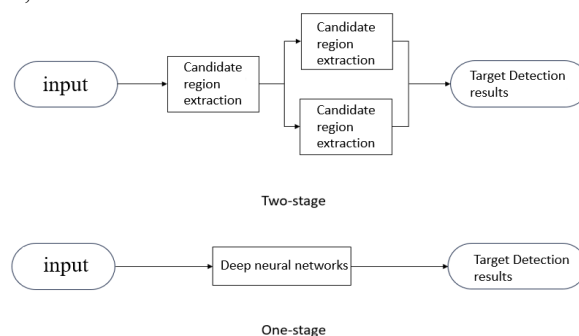 Candidate
region
extraction
input
Candidate
region
extraction
Target Detection
results
Candidate
region
extraction
Two-stage
input
Deep neural networks
Target Detection
results
One-stage